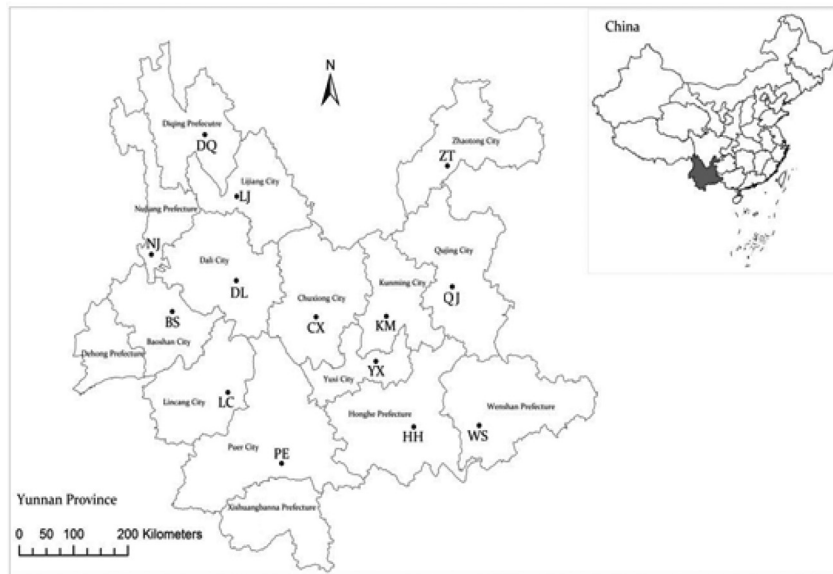 China
N
Diqing Prefecutre
DQ
Zhaotong City
ZT
Lijiang City
LJ
Nujiang Prefecture
NJ
Dali City
DL
Qujing City
QJ
Kunming City
KM
Chuxiong City
CX
BS
Baoshan City
Dehong Prefecture
YX
Yuxi City
LC
Lincang City
Honghe Prefecture
HH
Wenshan Prefecture
WS
Puer City
PE
Xishuangbanna Prefecture
Yunnan Province
0 50 100 200 Kilometers